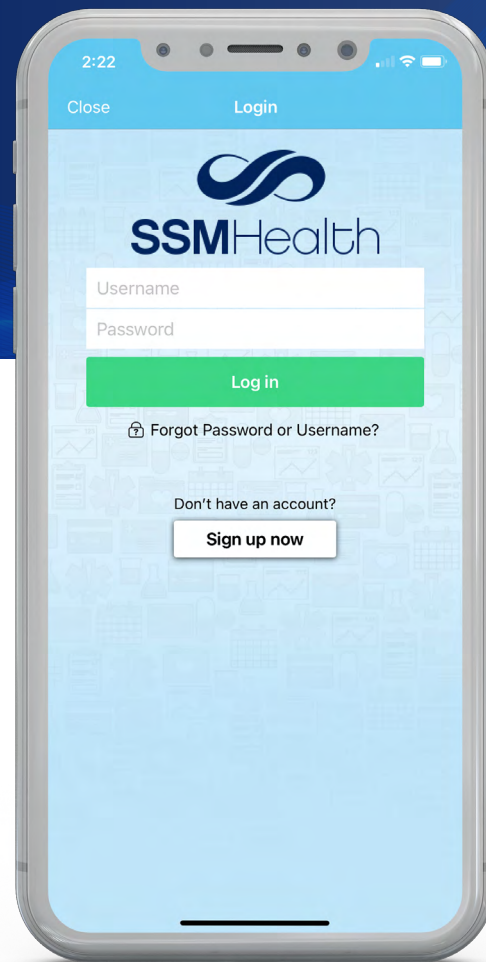 2:22
Close
Login
SSMHealth
Username
Password
Log in
Forgot Password or Username?
Don't have an account?
Sign up now